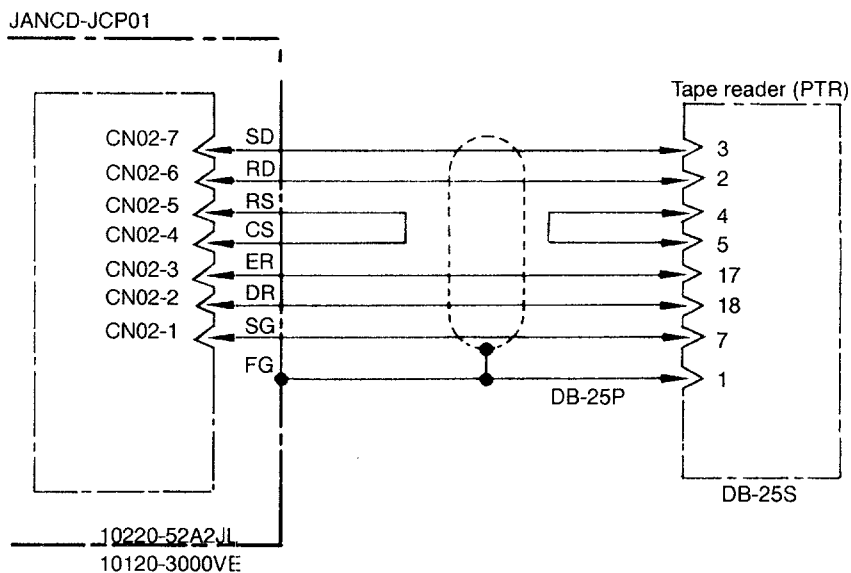 JANCD-JCP01
Tape reader (PTR)
CN02-7 SD 3
CN02-6 RD 2
CN02-5 RS 4
CN02-4 CS 5
CN02-3 ER 17
CN02-2 DR 18
CN02-1 SG 7
FG 1
DB-25P
DB-25S
10220-52A2JL
10120-3000VE